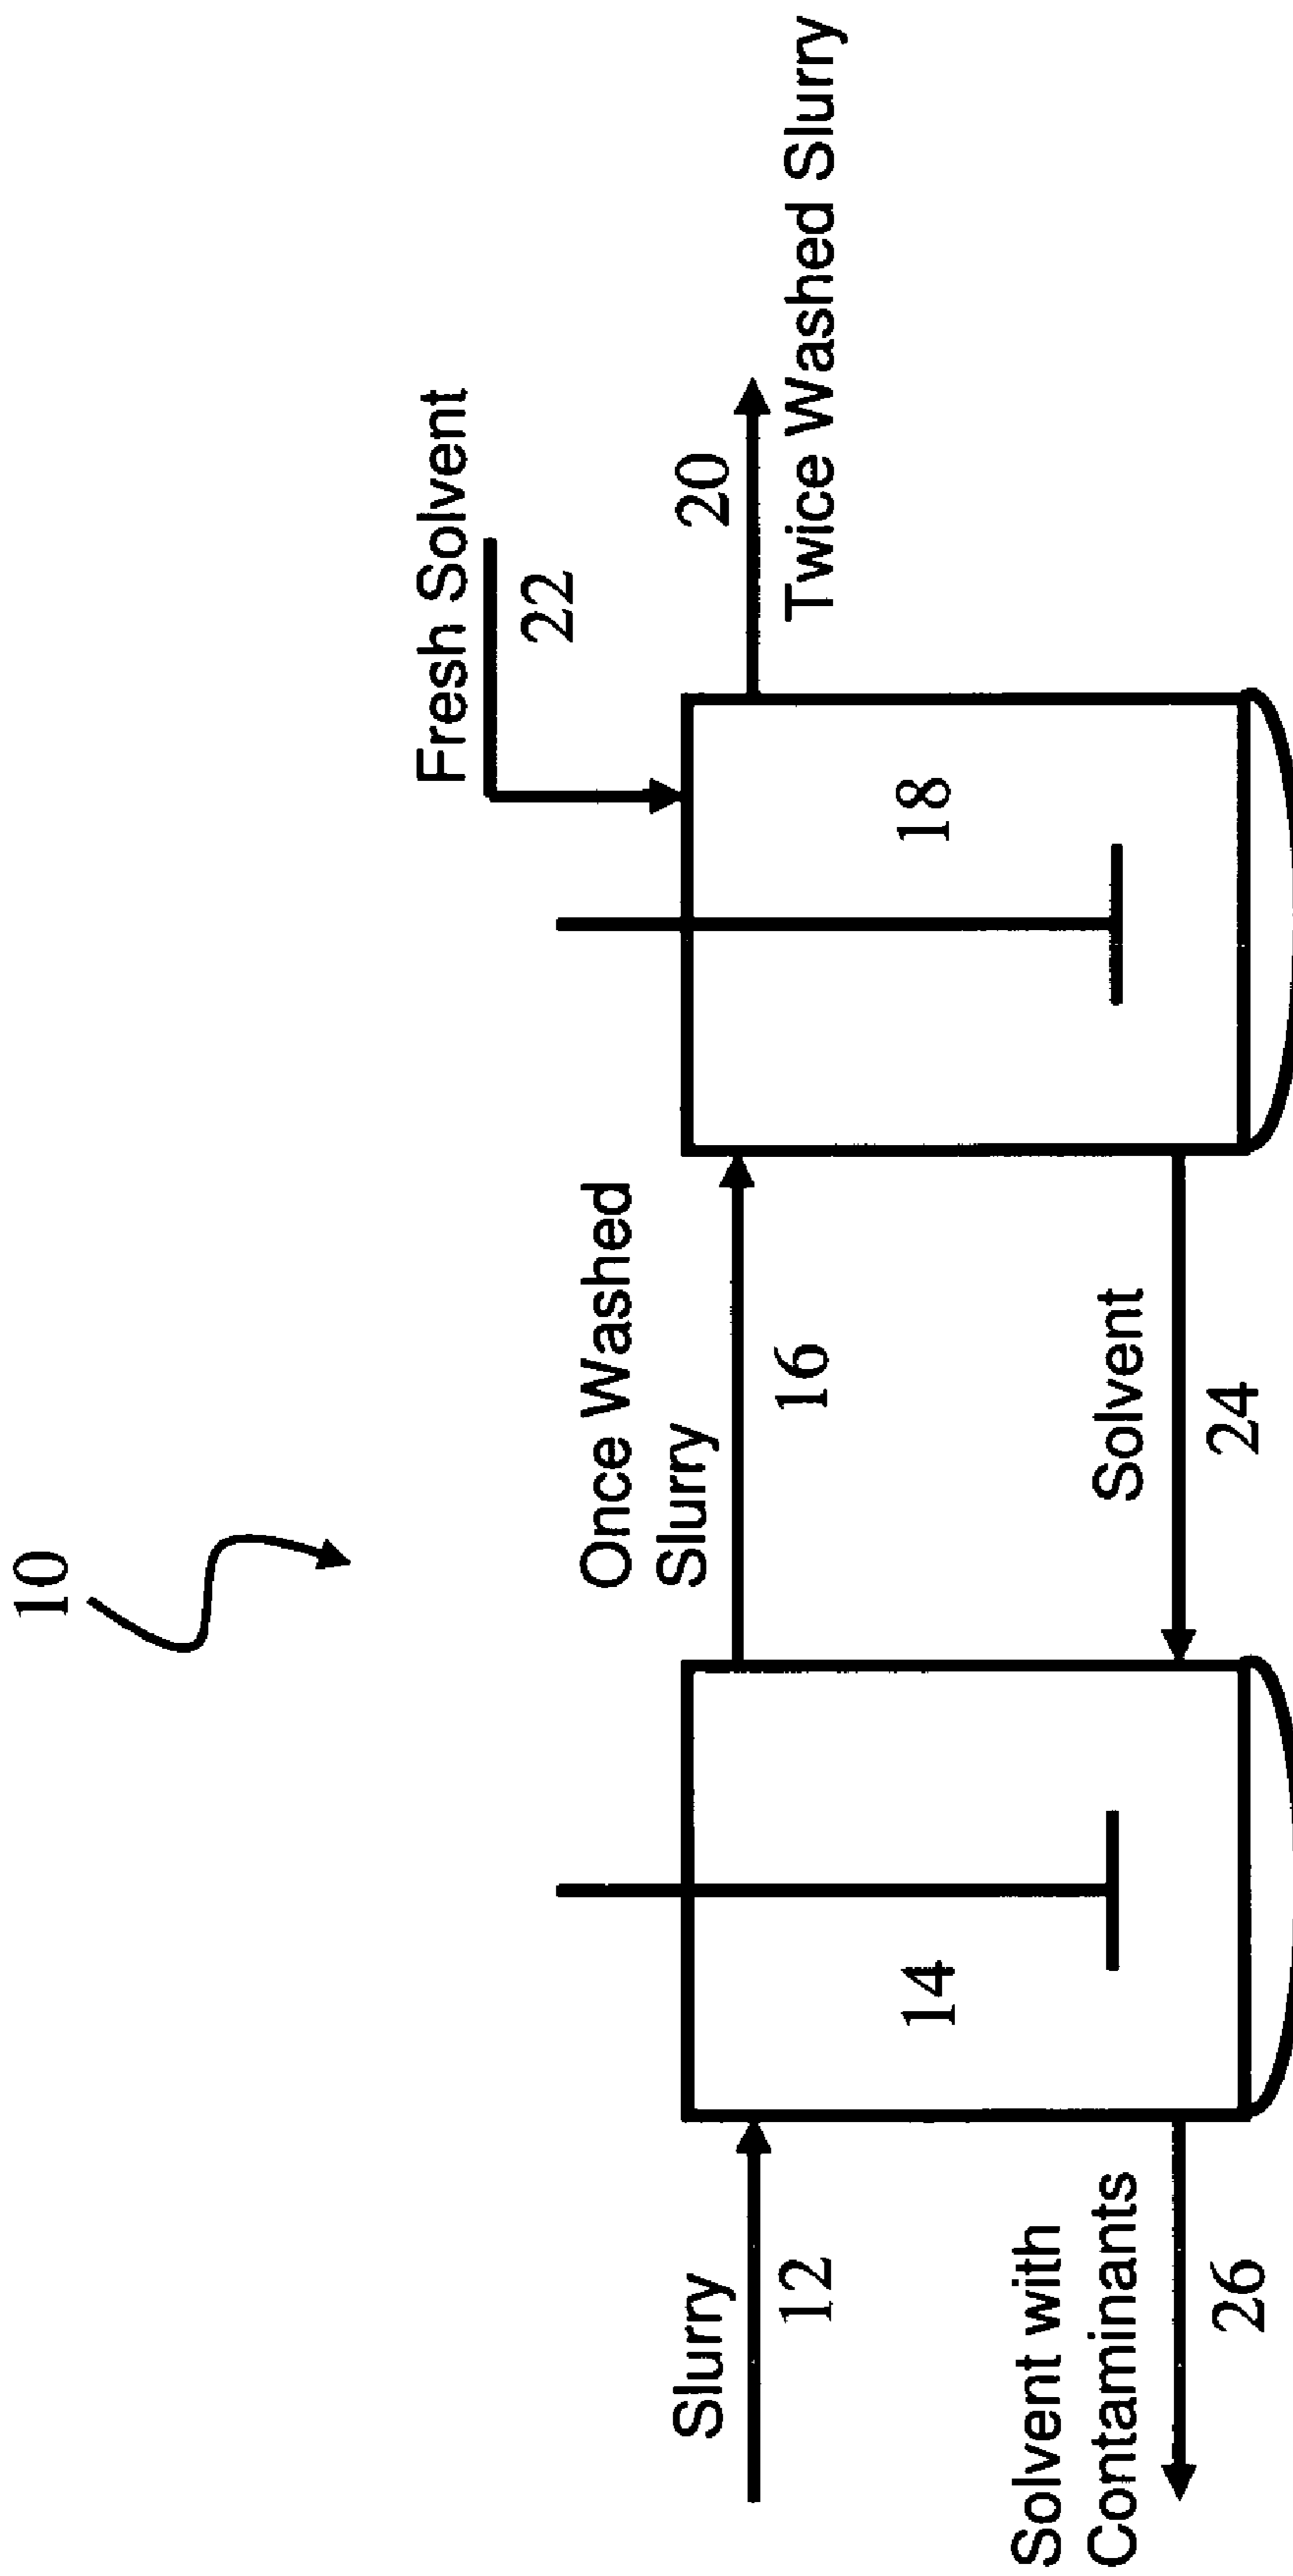 10
Fresh Solvent
22
Once Washed
Slurry
16
20
Twice Washed Slurry
Slurry
12
14
18
Solvent with
Contaminants
26
Solvent
24